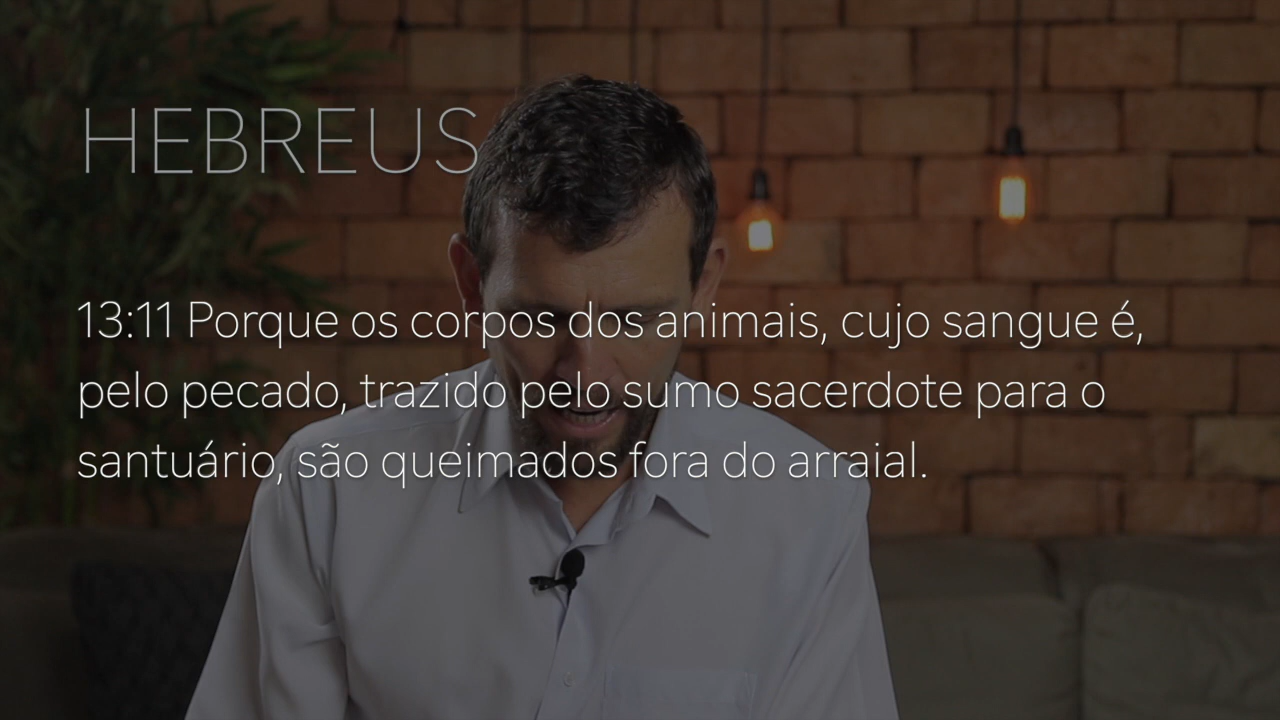 HEBREUS
13:11 Porque os corpos dos animais, cujo sangue é,
pelo pecado, trazido pelo sumo sacerdote para o
santuário, são queimados fora do arraial.